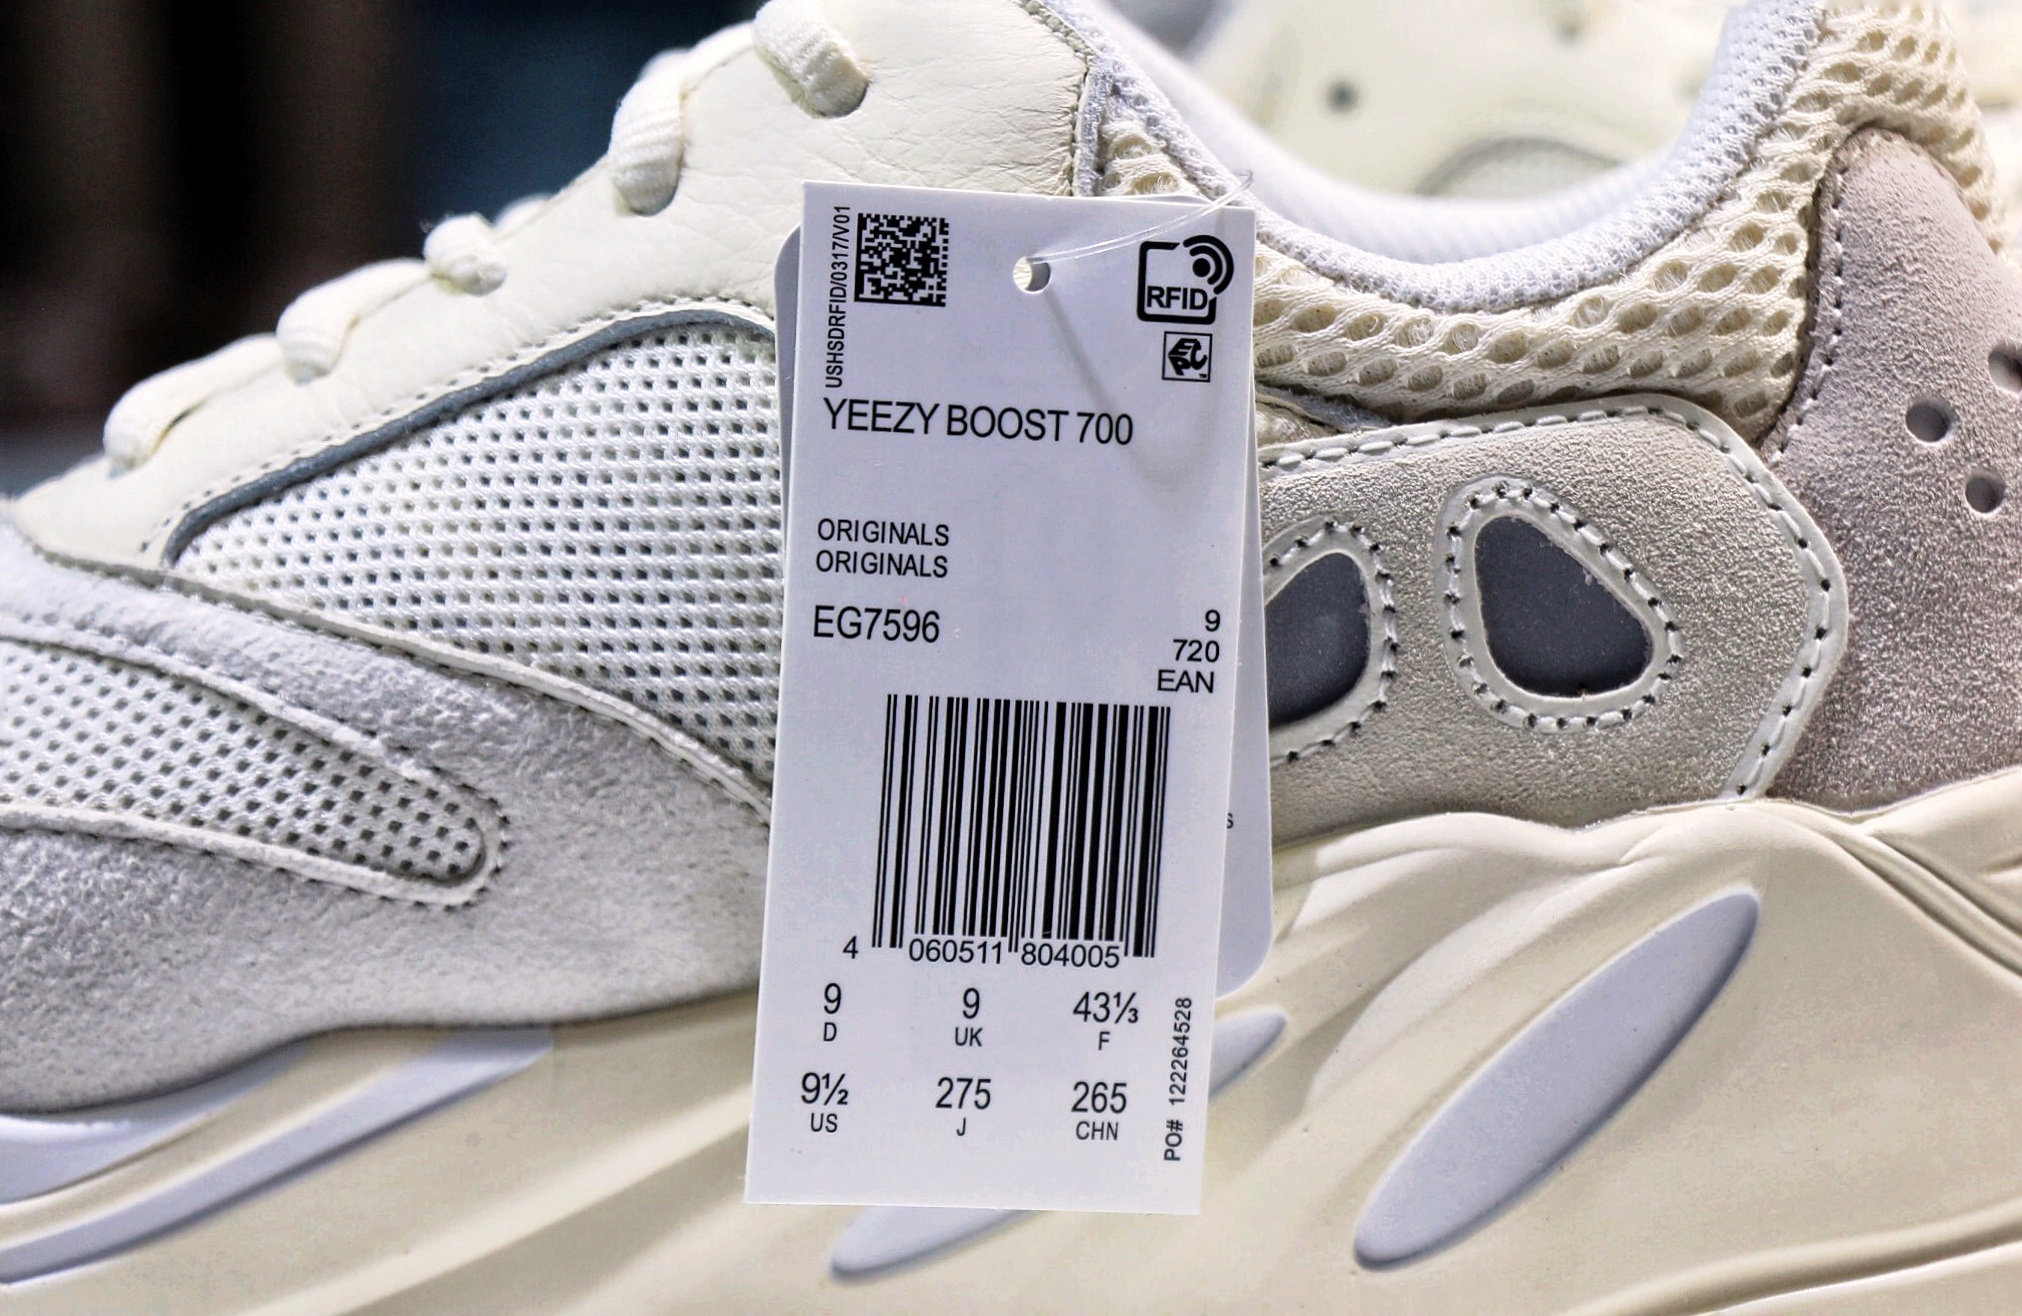 USHSDRFID/0317/V01
RFID
EPC
YEEZY BOOST 700
ORIGINALS
ORIGINALS
EG7596
9
720
EAN
4 060511 804005
9 9 43⅓
D UK F
9½ 275 265
US J CHN
PO# 122264528
s